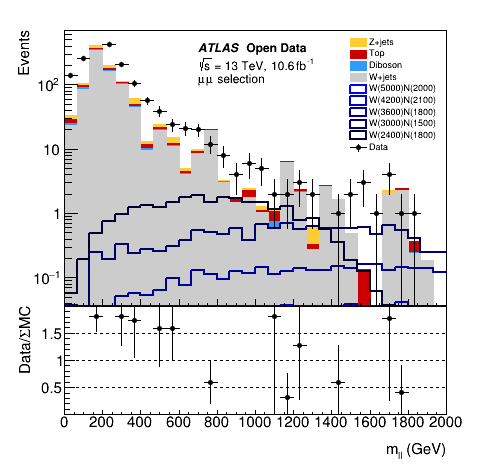 Events
10²
10
1
10⁻¹
ATLAS Open Data
√s = 13 TeV, 10.6 fb⁻¹
μμ selection
Z+jets
Top
Diboson
W+jets
W(5000)N(2000)
W(4200)N(2100)
W(3600)N(1800)
W(3000)N(1500)
W(2400)N(1800)
Data
Data/ΣMC
1.5
1
0.5
0 200 400 600 800 1000 1200 1400 1600 1800 2000
m_ll (GeV)